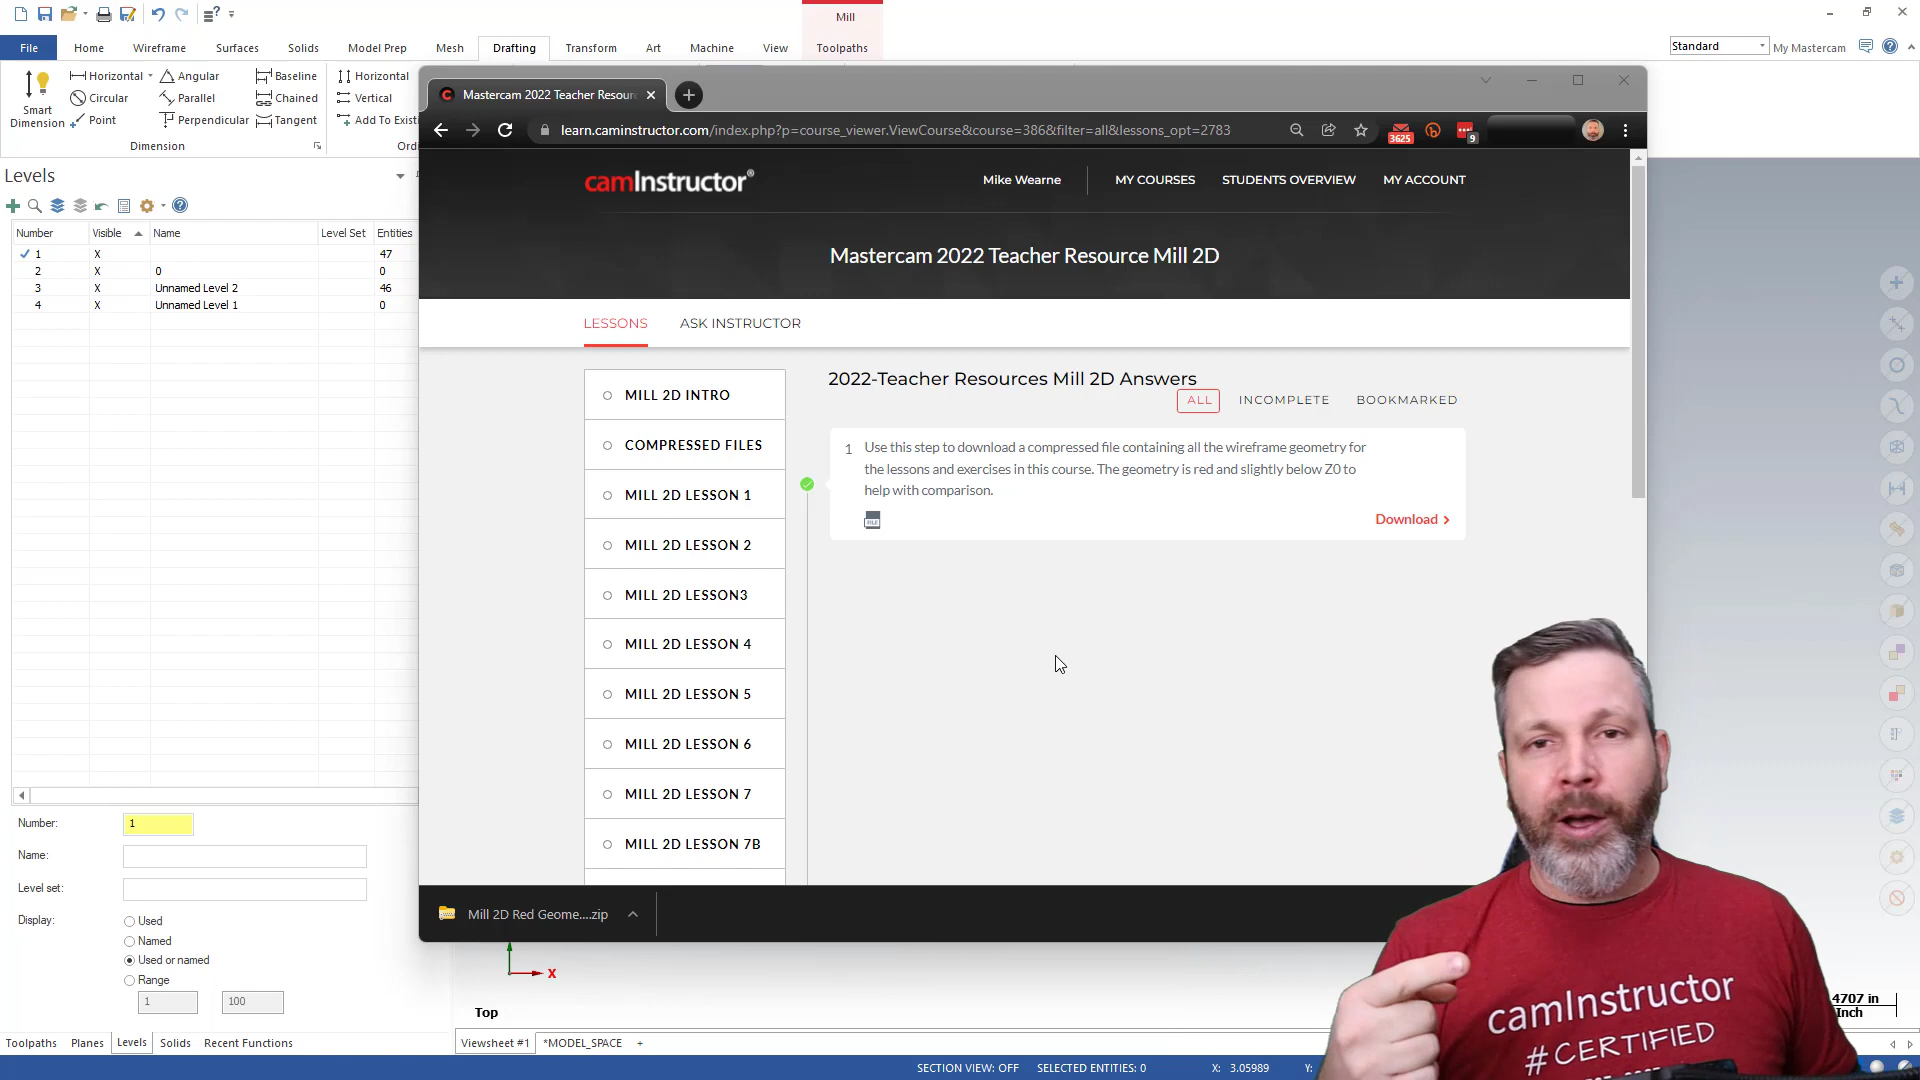 Mill
File Home Wireframe Surfaces Solids Model Prep Mesh Drafting Transform Art Machine View Toolpaths
Standard My Mastercam
Smart Dimension
Horizontal Angular Baseline Horizontal
Circular Parallel Chained Vertical
Point Perpendicular Tangent Add To Exist
Dimension
Ordi
Levels
Number Visible Name Level Set Entities
1 X 47
2 X 0 0
3 X Unnamed Level 2 46
4 X Unnamed Level 1 0
Number: 1
Name:
Level set:
Display: Used
Named
Used or named
Range
1 100
Toolpaths Planes Levels Solids Recent Functions
Mastercam 2022 Teacher Resour
learn.caminstructor.com/index.php?p=course_viewer.ViewCourse&course=386&filter=all&lessons_opt=2783
3625
9
camInstructor®
Mike Wearne MY COURSES STUDENTS OVERVIEW MY ACCOUNT
Mastercam 2022 Teacher Resource Mill 2D
LESSONS ASK INSTRUCTOR
MILL 2D INTRO
COMPRESSED FILES
MILL 2D LESSON 1
MILL 2D LESSON 2
MILL 2D LESSON3
MILL 2D LESSON 4
MILL 2D LESSON 5
MILL 2D LESSON 6
MILL 2D LESSON 7
MILL 2D LESSON 7B
2022-Teacher Resources Mill 2D Answers
ALL INCOMPLETE BOOKMARKED
1 Use this step to download a compressed file containing all the wireframe geometry for
the lessons and exercises in this course. The geometry is red and slightly below Z0 to
help with comparison.
FILE
Download
Mill 2D Red Geome....zip
X
Top
4707 in
Inch
Viewsheet #1 *MODEL_SPACE +
SECTION VIEW: OFF SELECTED ENTITIES: 0 X: 3.05989 Y:
camInstructor
#CERTIFIED